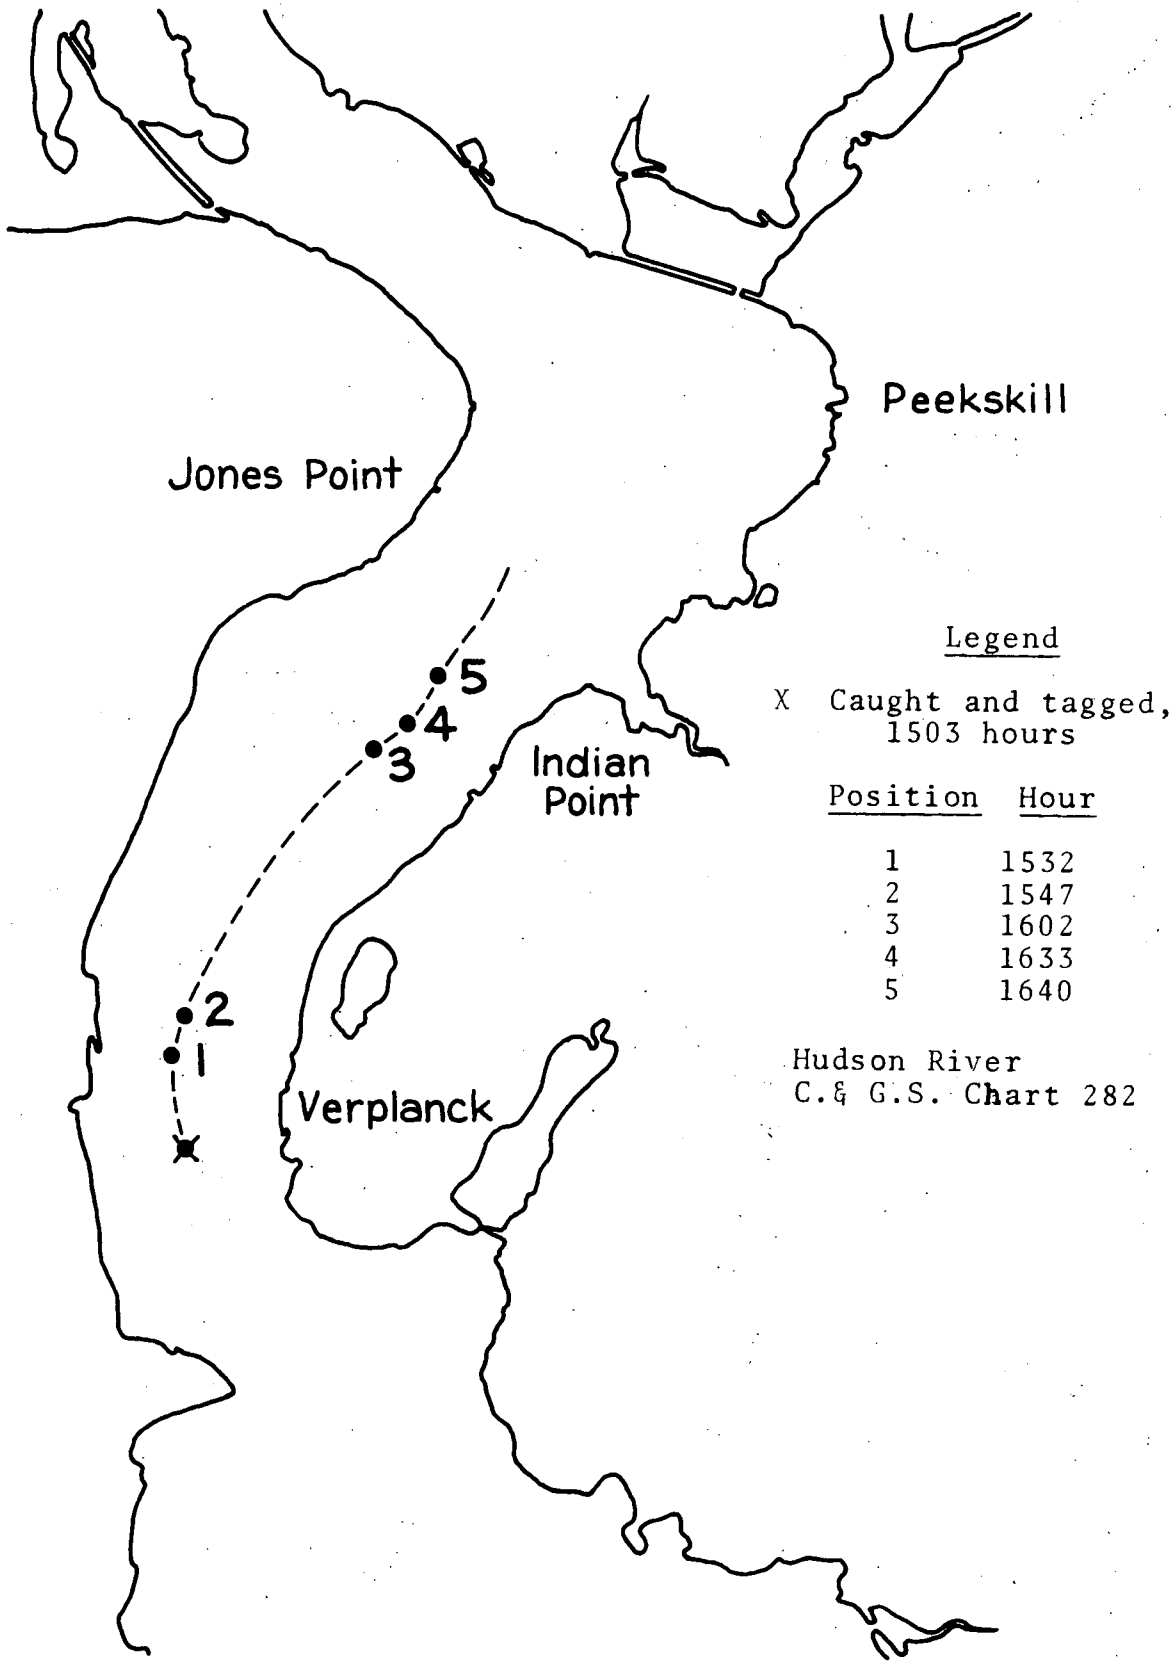 Peekskill
Jones Point
Legend
X Caught and tagged,
1503 hours
5
4
3
Indian
Point
Position Hour
1 1532
2 1547
3 1602
4 1633
5 1640
2
1
Hudson River
C.& G.S. Chart 282
Verplanck
X